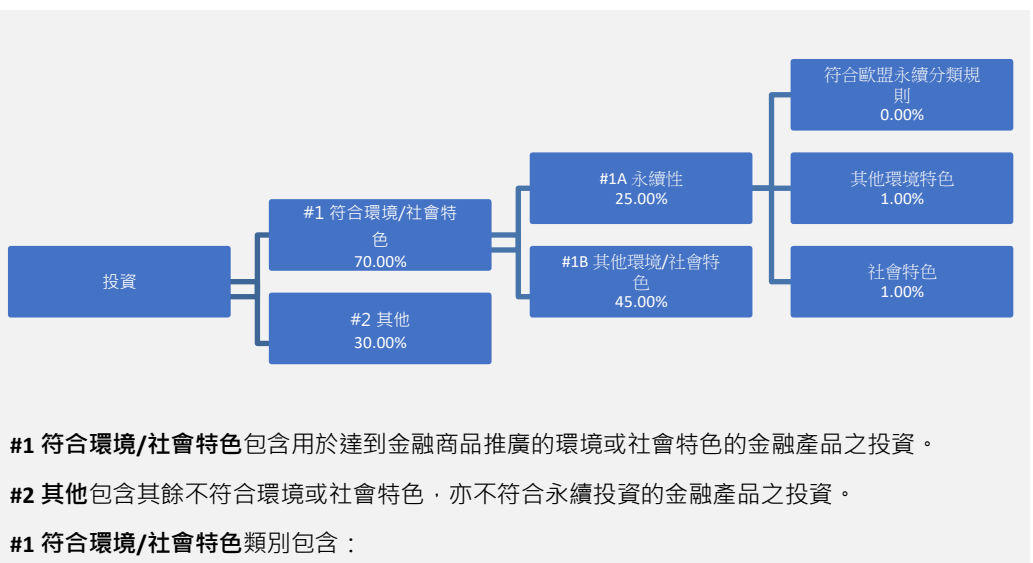 投資
#1 符合環境/社會特
色
70.00%
#2 其他
30.00%
#1A 永續性
25.00%
#1B 其他環境/社會特
色
45.00%
符合歐盟永續分類規
則
0.00%
其他環境特色
1.00%
社會特色
1.00%
#1 符合環境/社會特色包含用於達到金融商品推廣的環境或社會特色的金融產品之投資。
#2 其他包含其餘不符合環境或社會特色，亦不符合永續投資的金融產品之投資。
#1 符合環境/社會特色類別包含：